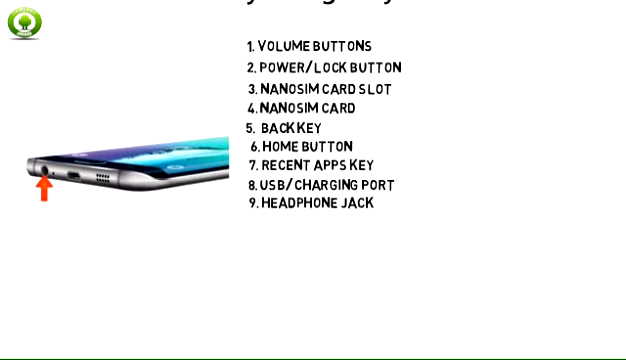 1. VOLUME BUTTONS
2. POWER/LOCK BUTTON
3. NANOSIM CARD SLOT
4. NANOSIM CARD
5. BACK KEY
6. HOME BUTTON
7. RECENT APPS KEY
8. USB/CHARGING PORT
9. HEADPHONE JACK